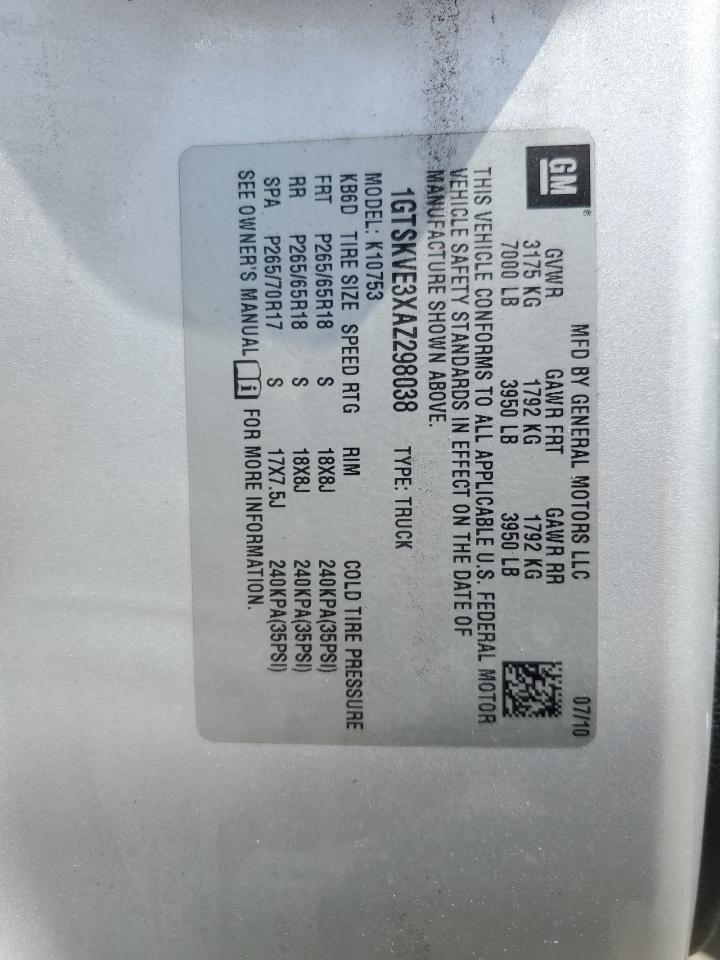 GM ®
MFD BY GENERAL MOTORS LLC 07/10
GVWR GAWR FRT GAWR RR
3175 KG 1792 KG 1792 KG
7000 LB 3950 LB 3950 LB
THIS VEHICLE CONFORMS TO ALL APPLICABLE U.S. FEDERAL MOTOR
VEHICLE SAFETY STANDARDS IN EFFECT ON THE DATE OF
MANUFACTURE SHOWN ABOVE.
1GTSKVE3XAZ298038 TYPE: TRUCK
MODEL: K10753
KB6D TIRE SIZE SPEED RTG RIM COLD TIRE PRESSURE
FRT P265/65R18 S 18X8J 240KPA(35PSI)
RR P265/65R18 S 18X8J 240KPA(35PSI)
SPA P265/70R17 S 17X7.5J 240KPA(35PSI)
SEE OWNER'S MANUAL i FOR MORE INFORMATION.